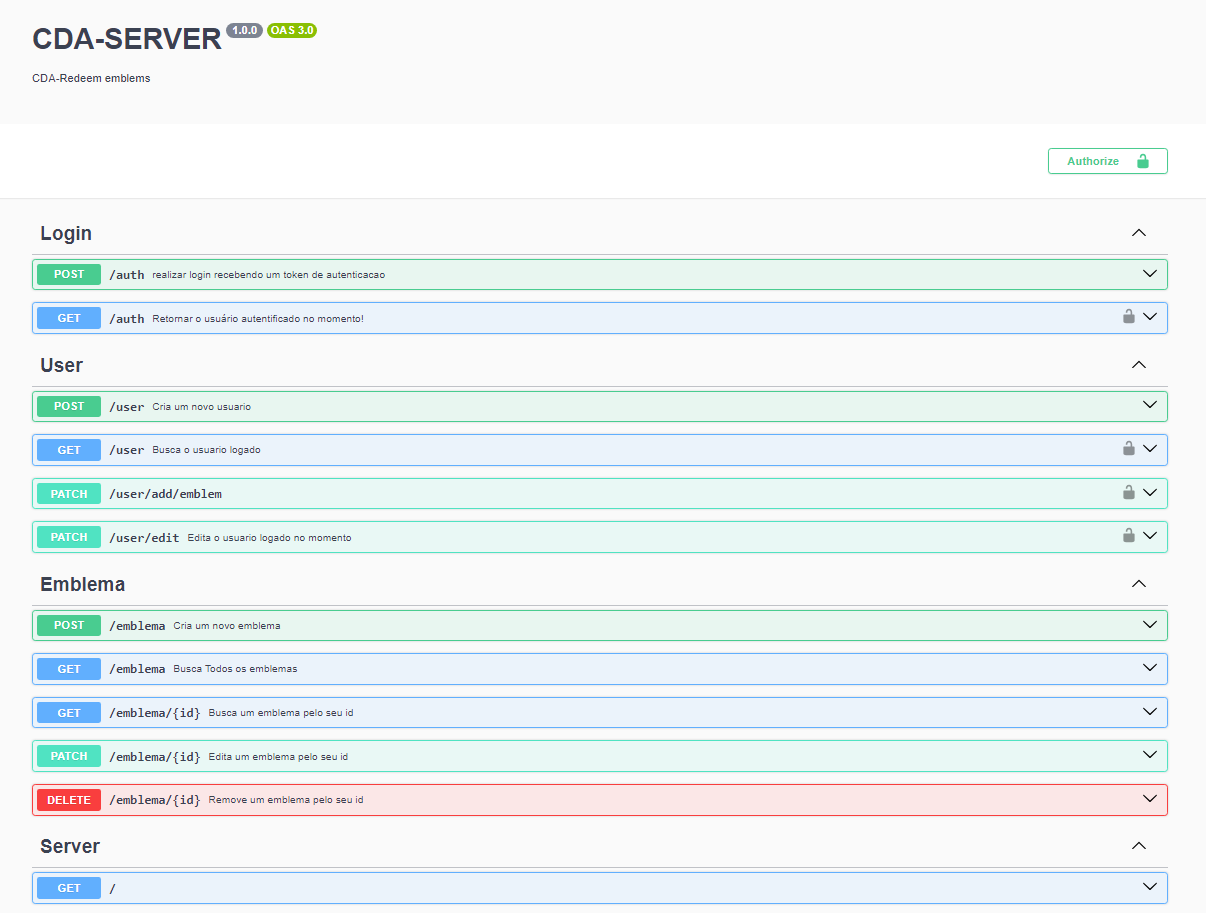 CDA-SERVER 1.0.0 OAS 3.0
CDA-Redeem emblems
Authorize
Login
POST /auth realizar login recebendo um token de autenticacao
GET /auth Retornar o usuário autentificado no momento!
User
POST /user Cria um novo usuario
GET /user Busca o usuario logado
PATCH /user/add/emblem
PATCH /user/edit Edita o usuario logado no momento
Emblema
POST /emblema Cria um novo emblema
GET /emblema Busca Todos os emblemas
GET /emblema/{id} Busca um emblema pelo seu id
PATCH /emblema/{id} Edita um emblema pelo seu id
DELETE /emblema/{id} Remove um emblema pelo seu id
Server
GET /